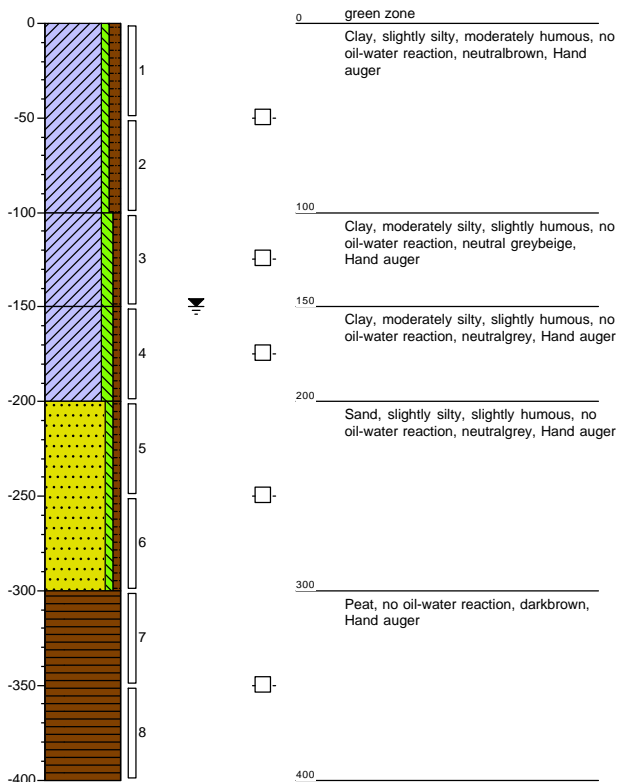 0
-50
-100
-150
-200
-250
-300
-350
-400
1
2
3
4
5
6
7
8
0
green zone
Clay, slightly silty, moderately humous, no
oil-water reaction, neutralbrown, Hand
auger
100
Clay, moderately silty, slightly humous, no
oil-water reaction, neutral greybeige,
Hand auger
150
Clay, moderately silty, slightly humous, no
oil-water reaction, neutralgrey, Hand auger
200
Sand, slightly silty, slightly humous, no
oil-water reaction, neutralgrey, Hand auger
300
Peat, no oil-water reaction, darkbrown,
Hand auger
400